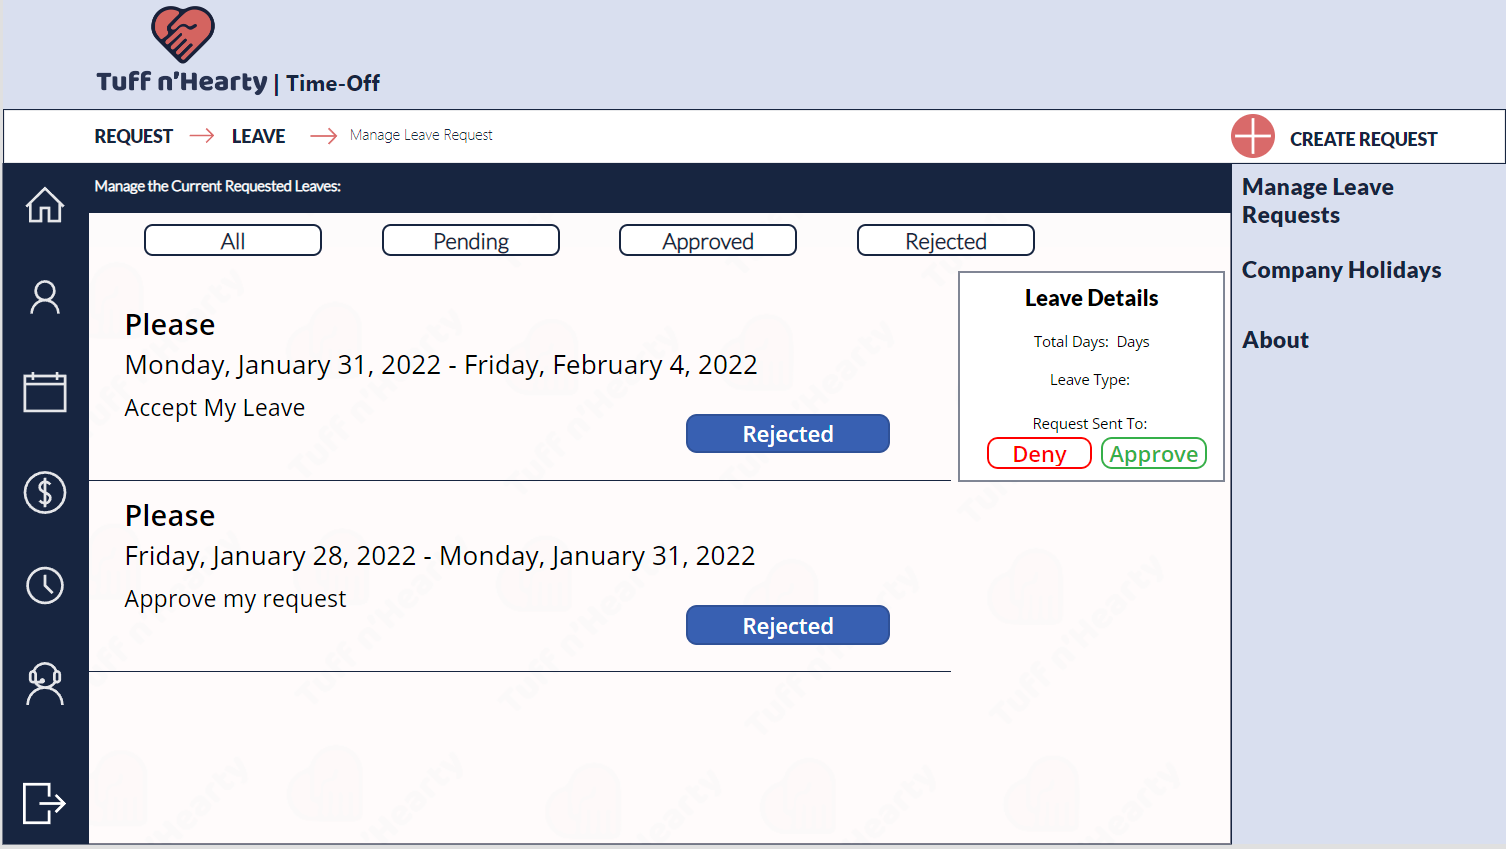 Tuff n'Hearty | Time-Off
REQUEST LEAVE Manage Leave Request
CREATE REQUEST
Manage the Current Requested Leaves:
All
Pending
Approved
Rejected
Please
Monday, January 31, 2022 - Friday, February 4, 2022
Accept My Leave
Rejected
Please
Friday, January 28, 2022 - Monday, January 31, 2022
Approve my request
Rejected
Leave Details
Total Days: Days
Leave Type:
Request Sent To:
Deny
Approve
Manage Leave
Requests
Company Holidays
About